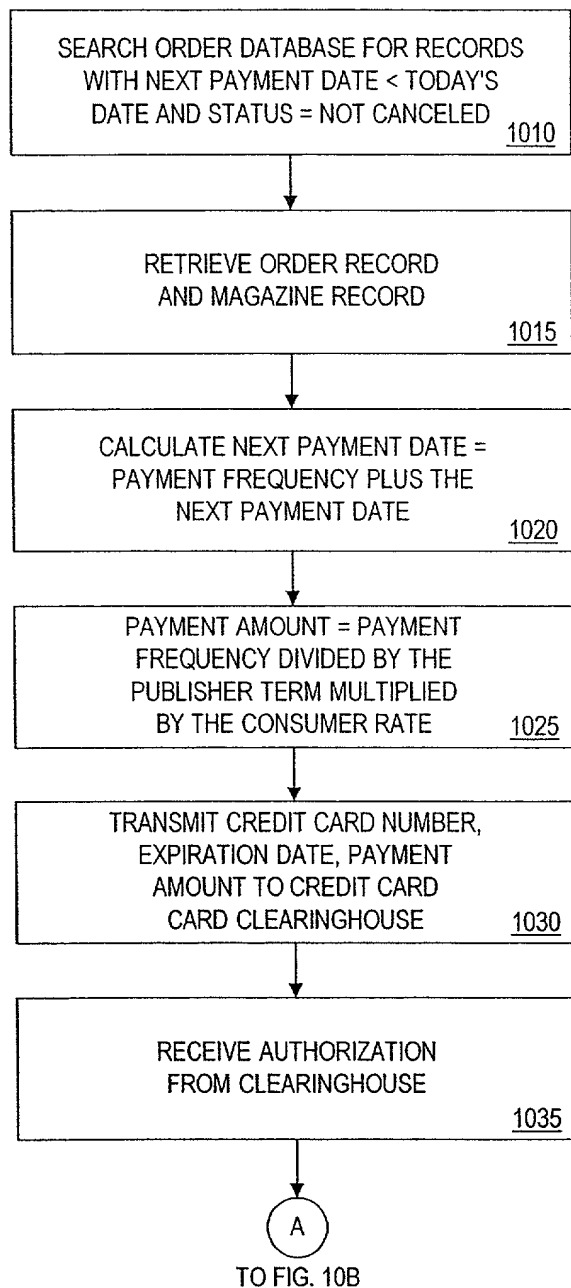 SEARCH ORDER DATABASE FOR RECORDS
WITH NEXT PAYMENT DATE < TODAY'S
DATE AND STATUS = NOT CANCELED
1010
RETRIEVE ORDER RECORD
AND MAGAZINE RECORD
1015
CALCULATE NEXT PAYMENT DATE =
PAYMENT FREQUENCY PLUS THE
NEXT PAYMENT DATE
1020
PAYMENT AMOUNT = PAYMENT
FREQUENCY DIVIDED BY THE
PUBLISHER TERM MULTIPLIED
BY THE CONSUMER RATE
1025
TRANSMIT CREDIT CARD NUMBER,
EXPIRATION DATE, PAYMENT
AMOUNT TO CREDIT CARD
CARD CLEARINGHOUSE
1030
RECEIVE AUTHORIZATION
FROM CLEARINGHOUSE
1035
A
TO FIG. 10B